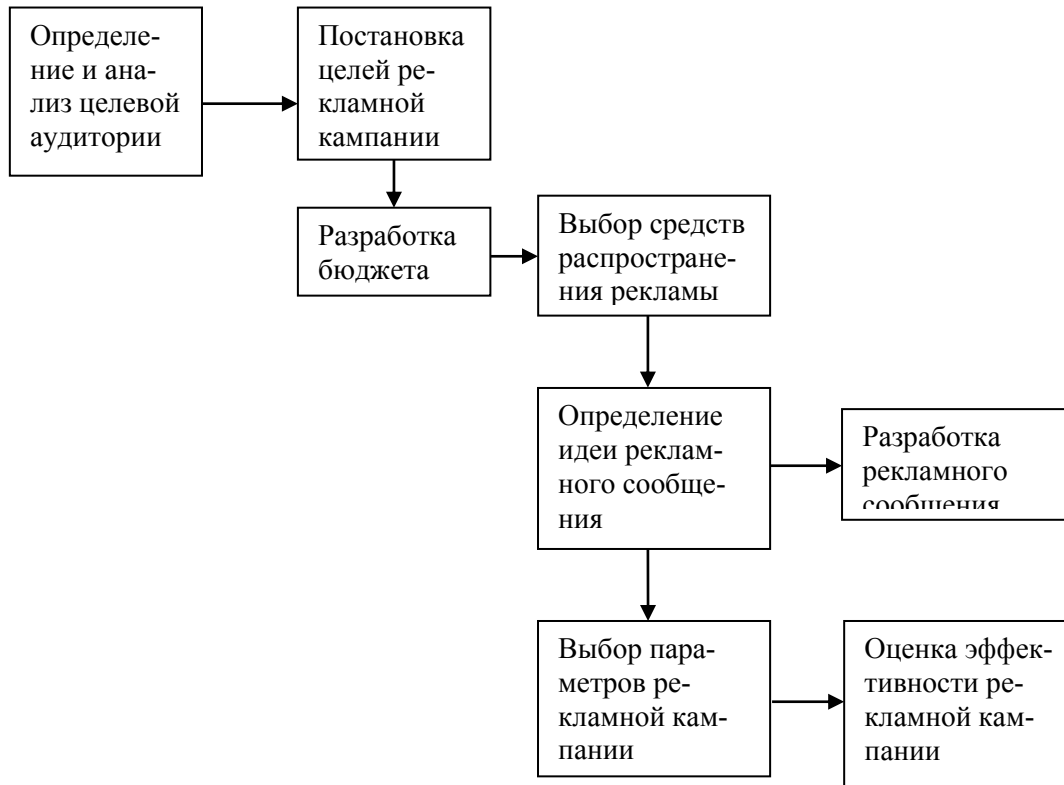 Определе-
ние и ана-
лиз целевой
аудитории
Постановка
целей ре-
кламной
кампании
Разработка
бюджета
Выбор средств
распростране-
ния рекламы
Определение
идеи реклам-
ного сообще-
ния
Разработка
рекламного
сообщения
Выбор пара-
метров ре-
кламной кам-
пании
Оценка эффек-
тивности ре-
кламной кам-
пании